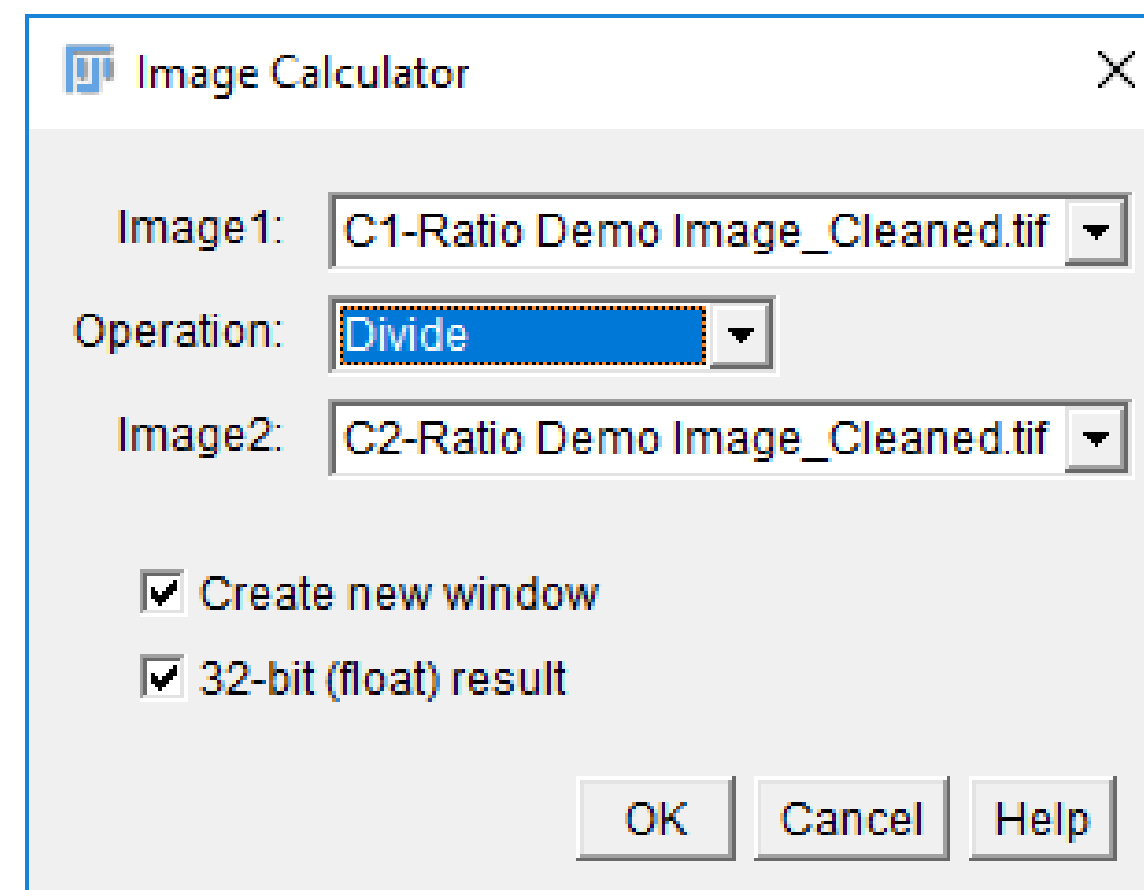 Image Calculator
Image1: C1-Ratio Demo Image_Cleaned.tif
Operation: Divide
Image2: C2-Ratio Demo Image_Cleaned.tif
Create new window
32-bit (float) result
OK Cancel Help